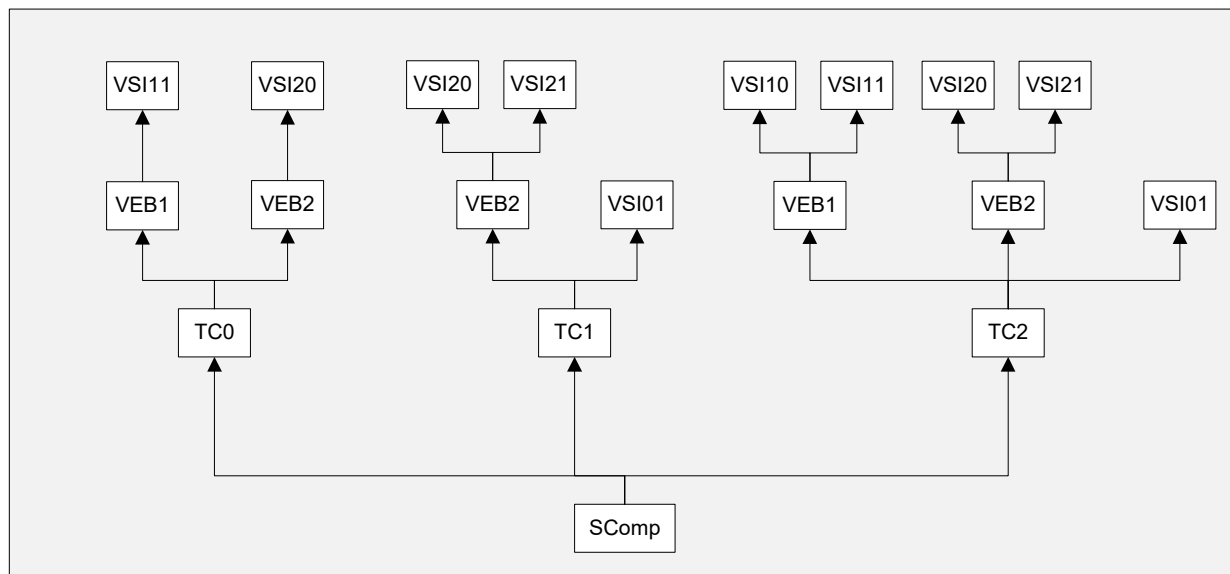 VSI11
VSI20
VSI20
VSI21
VSI10
VSI11
VSI20
VSI21
VEB1
VEB2
VEB2
VSI01
VEB1
VEB2
VSI01
TC0
TC1
TC2
SComp